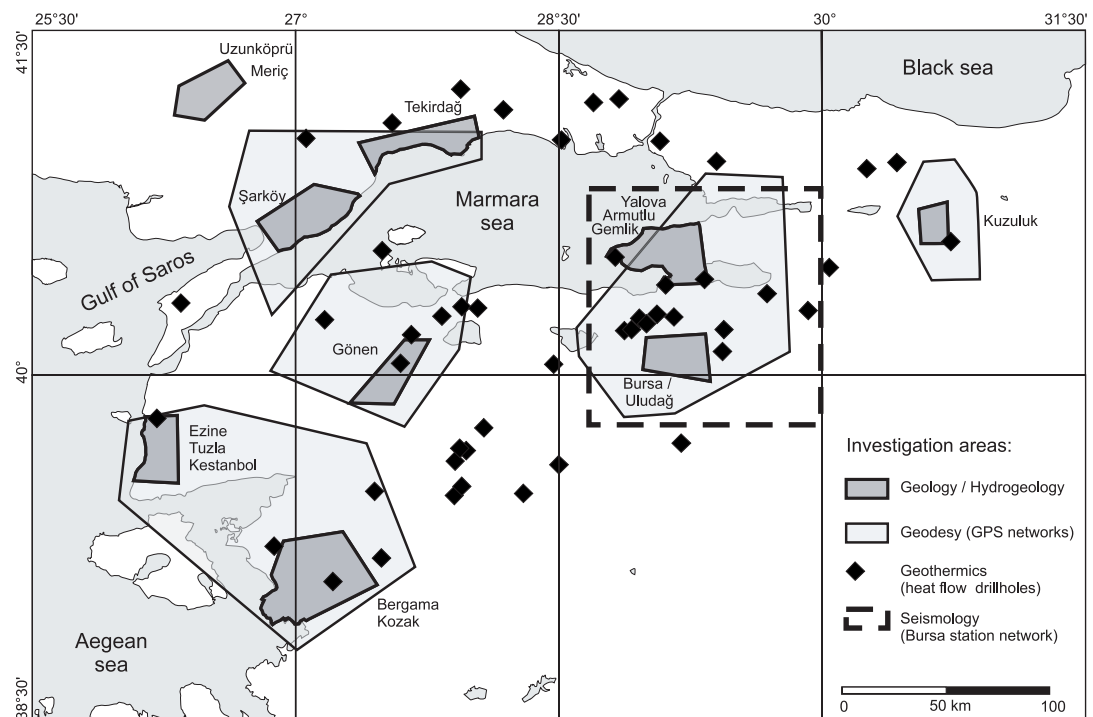 25°30'
27°
28°30'
30°
31°30'
41°30'
40°
38°30'
Uzunköprü
Meriç
Tekirdağ
Black sea
Şarköy
Marmara
sea
Yalova
Armutlu
Gemlik
Kuzuluk
Gulf of Saros
Gönen
Bursa /
Uludağ
Ezine
Tuzla
Kestanbol
Bergama
Kozak
Aegean
sea
Investigation areas:
Geology / Hydrogeology
Geodesy (GPS networks)
Geothermics
(heat flow drillholes)
Seismology
(Bursa station network)
0 50 km 100